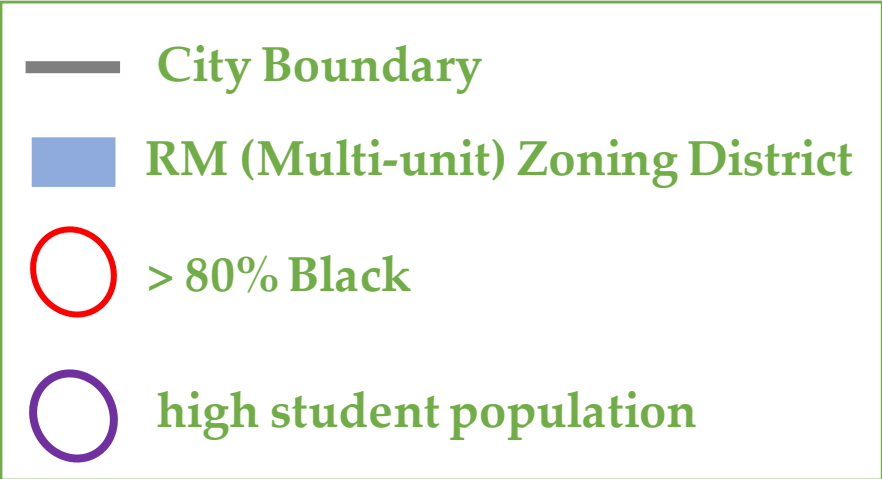 City Boundary
RM (Multi-unit) Zoning District
> 80% Black
high student population